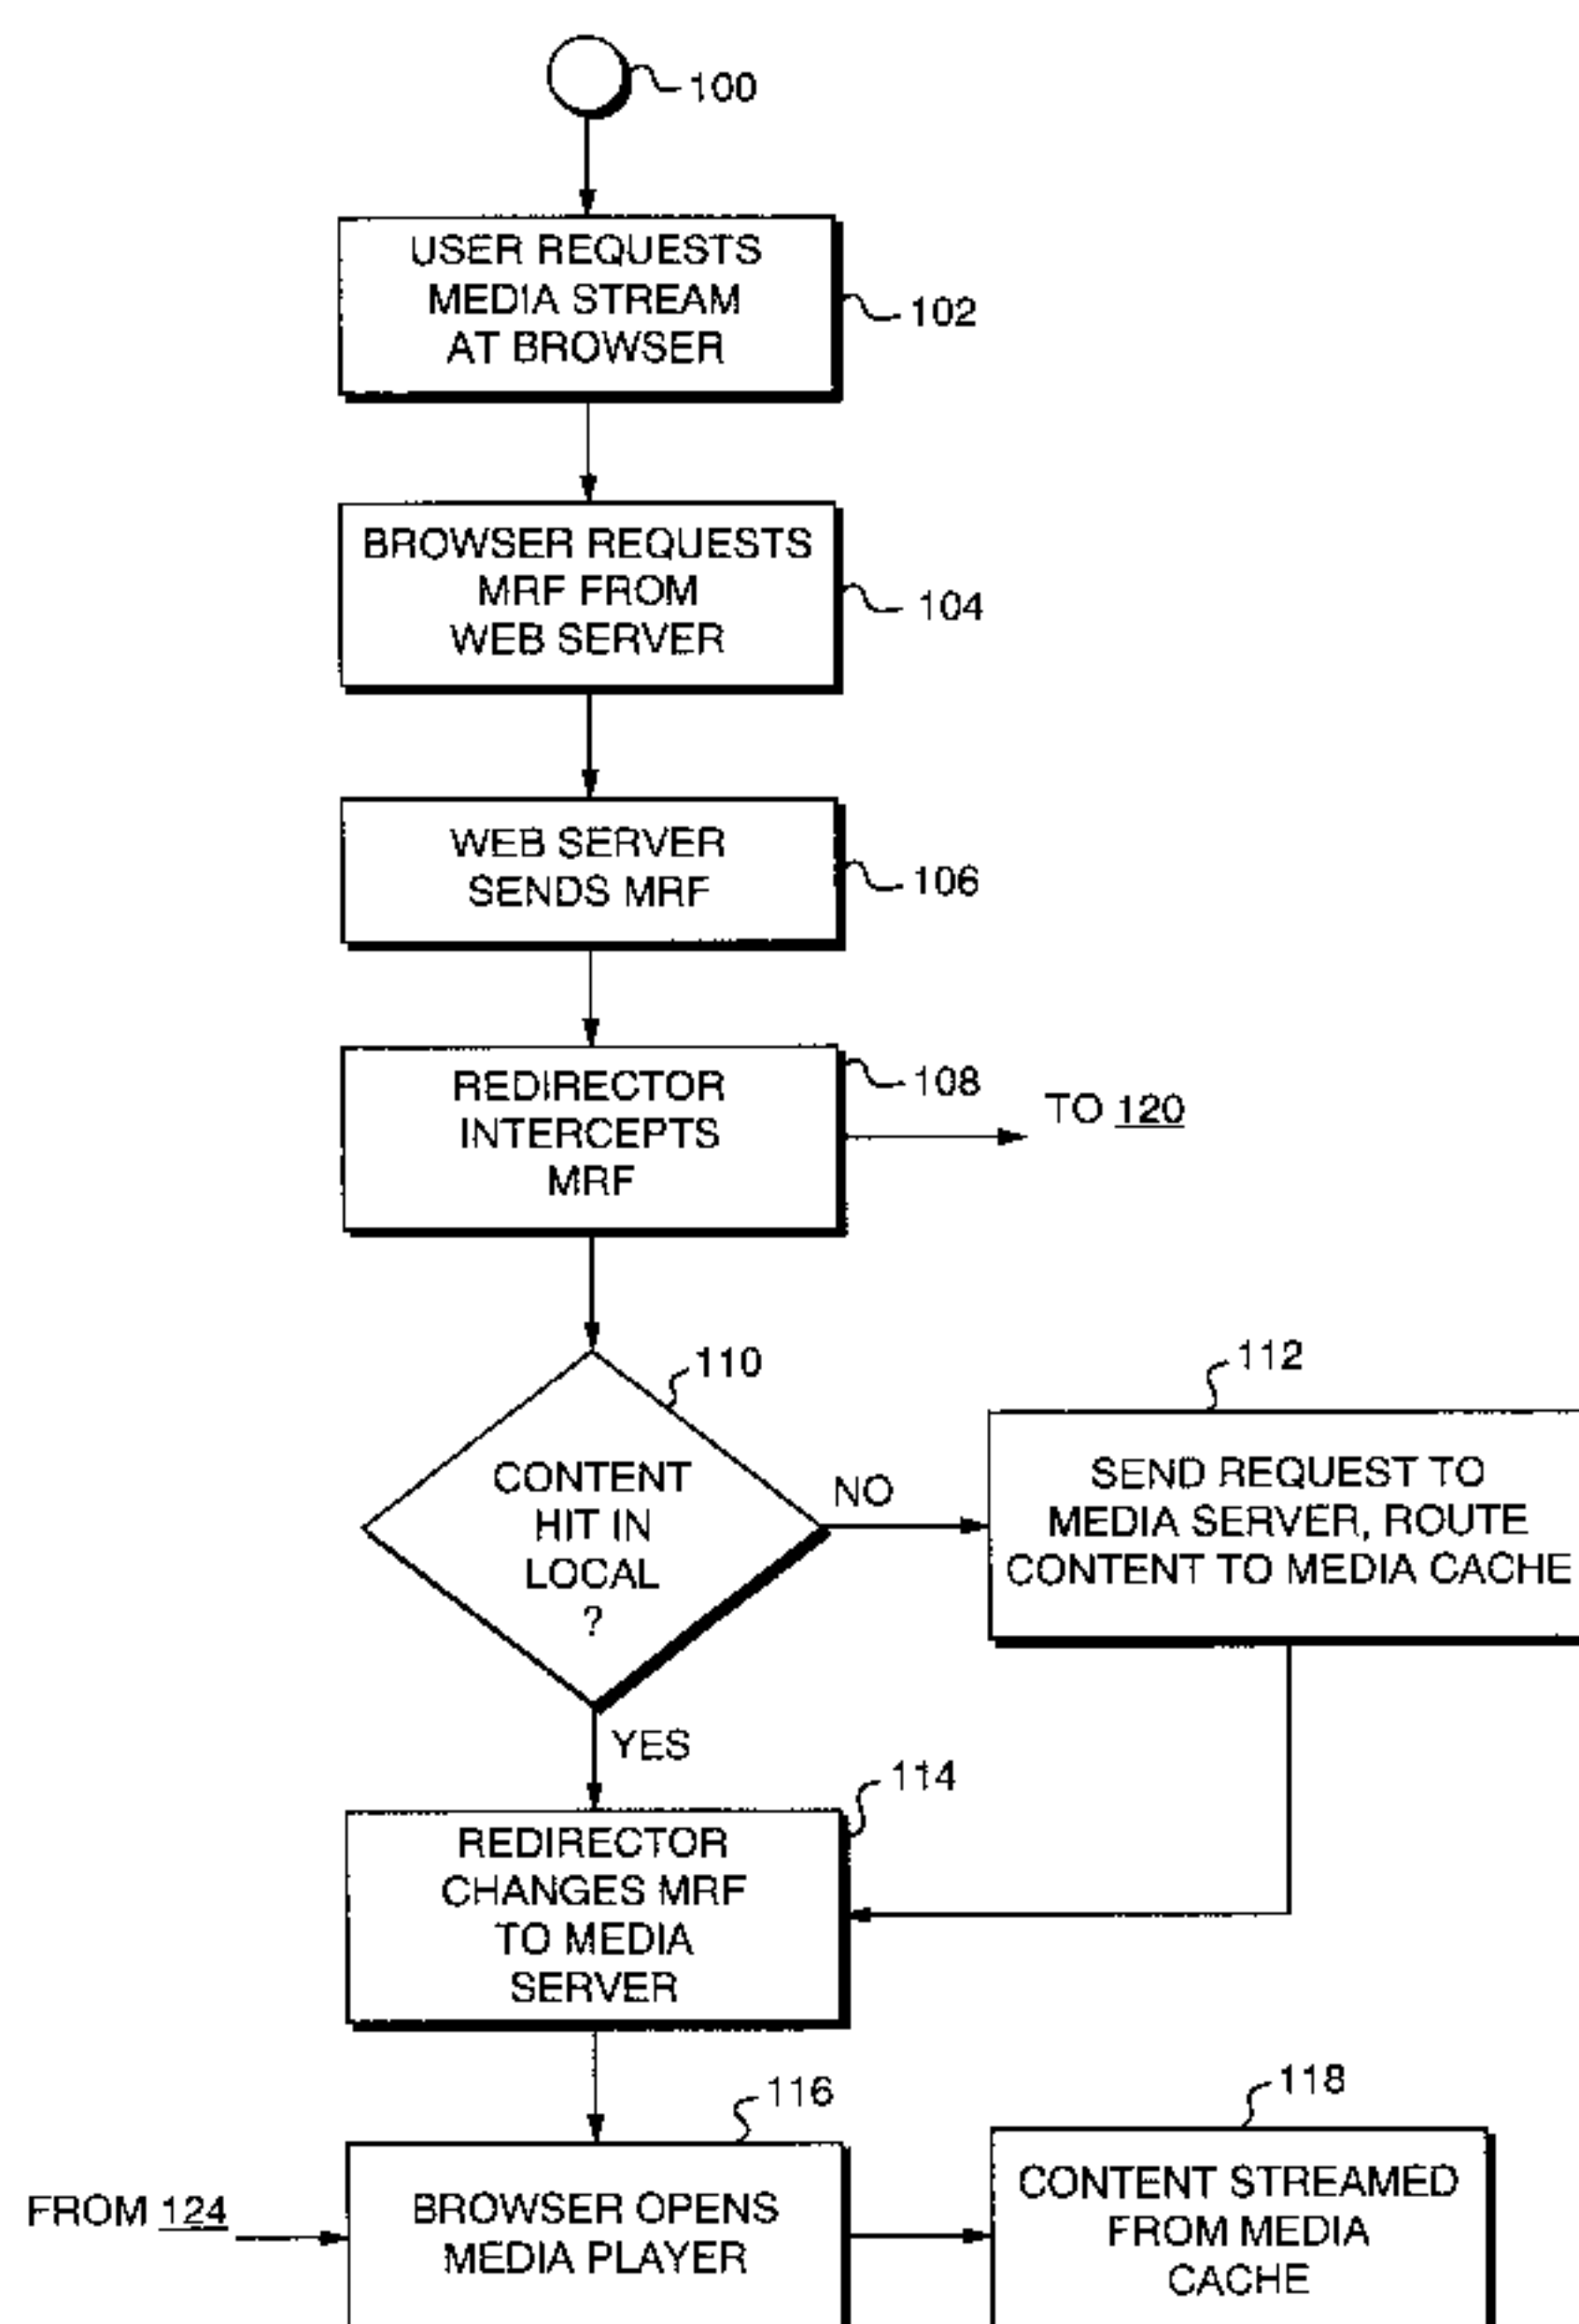 100
USER REQUESTS
MEDIA STREAM
AT BROWSER
102
BROWSER REQUESTS
MRF FROM
WEB SERVER
104
WEB SERVER
SENDS MRF
106
REDIRECTOR
INTERCEPTS
MRF
108
TO 120
110
CONTENT
HIT IN
LOCAL
?
NO
112
SEND REQUEST TO
MEDIA SERVER, ROUTE
CONTENT TO MEDIA CACHE
YES
114
REDIRECTOR
CHANGES MRF
TO MEDIA
SERVER
116
118
FROM 124
BROWSER OPENS
MEDIA PLAYER
CONTENT STREAMED
FROM MEDIA
CACHE